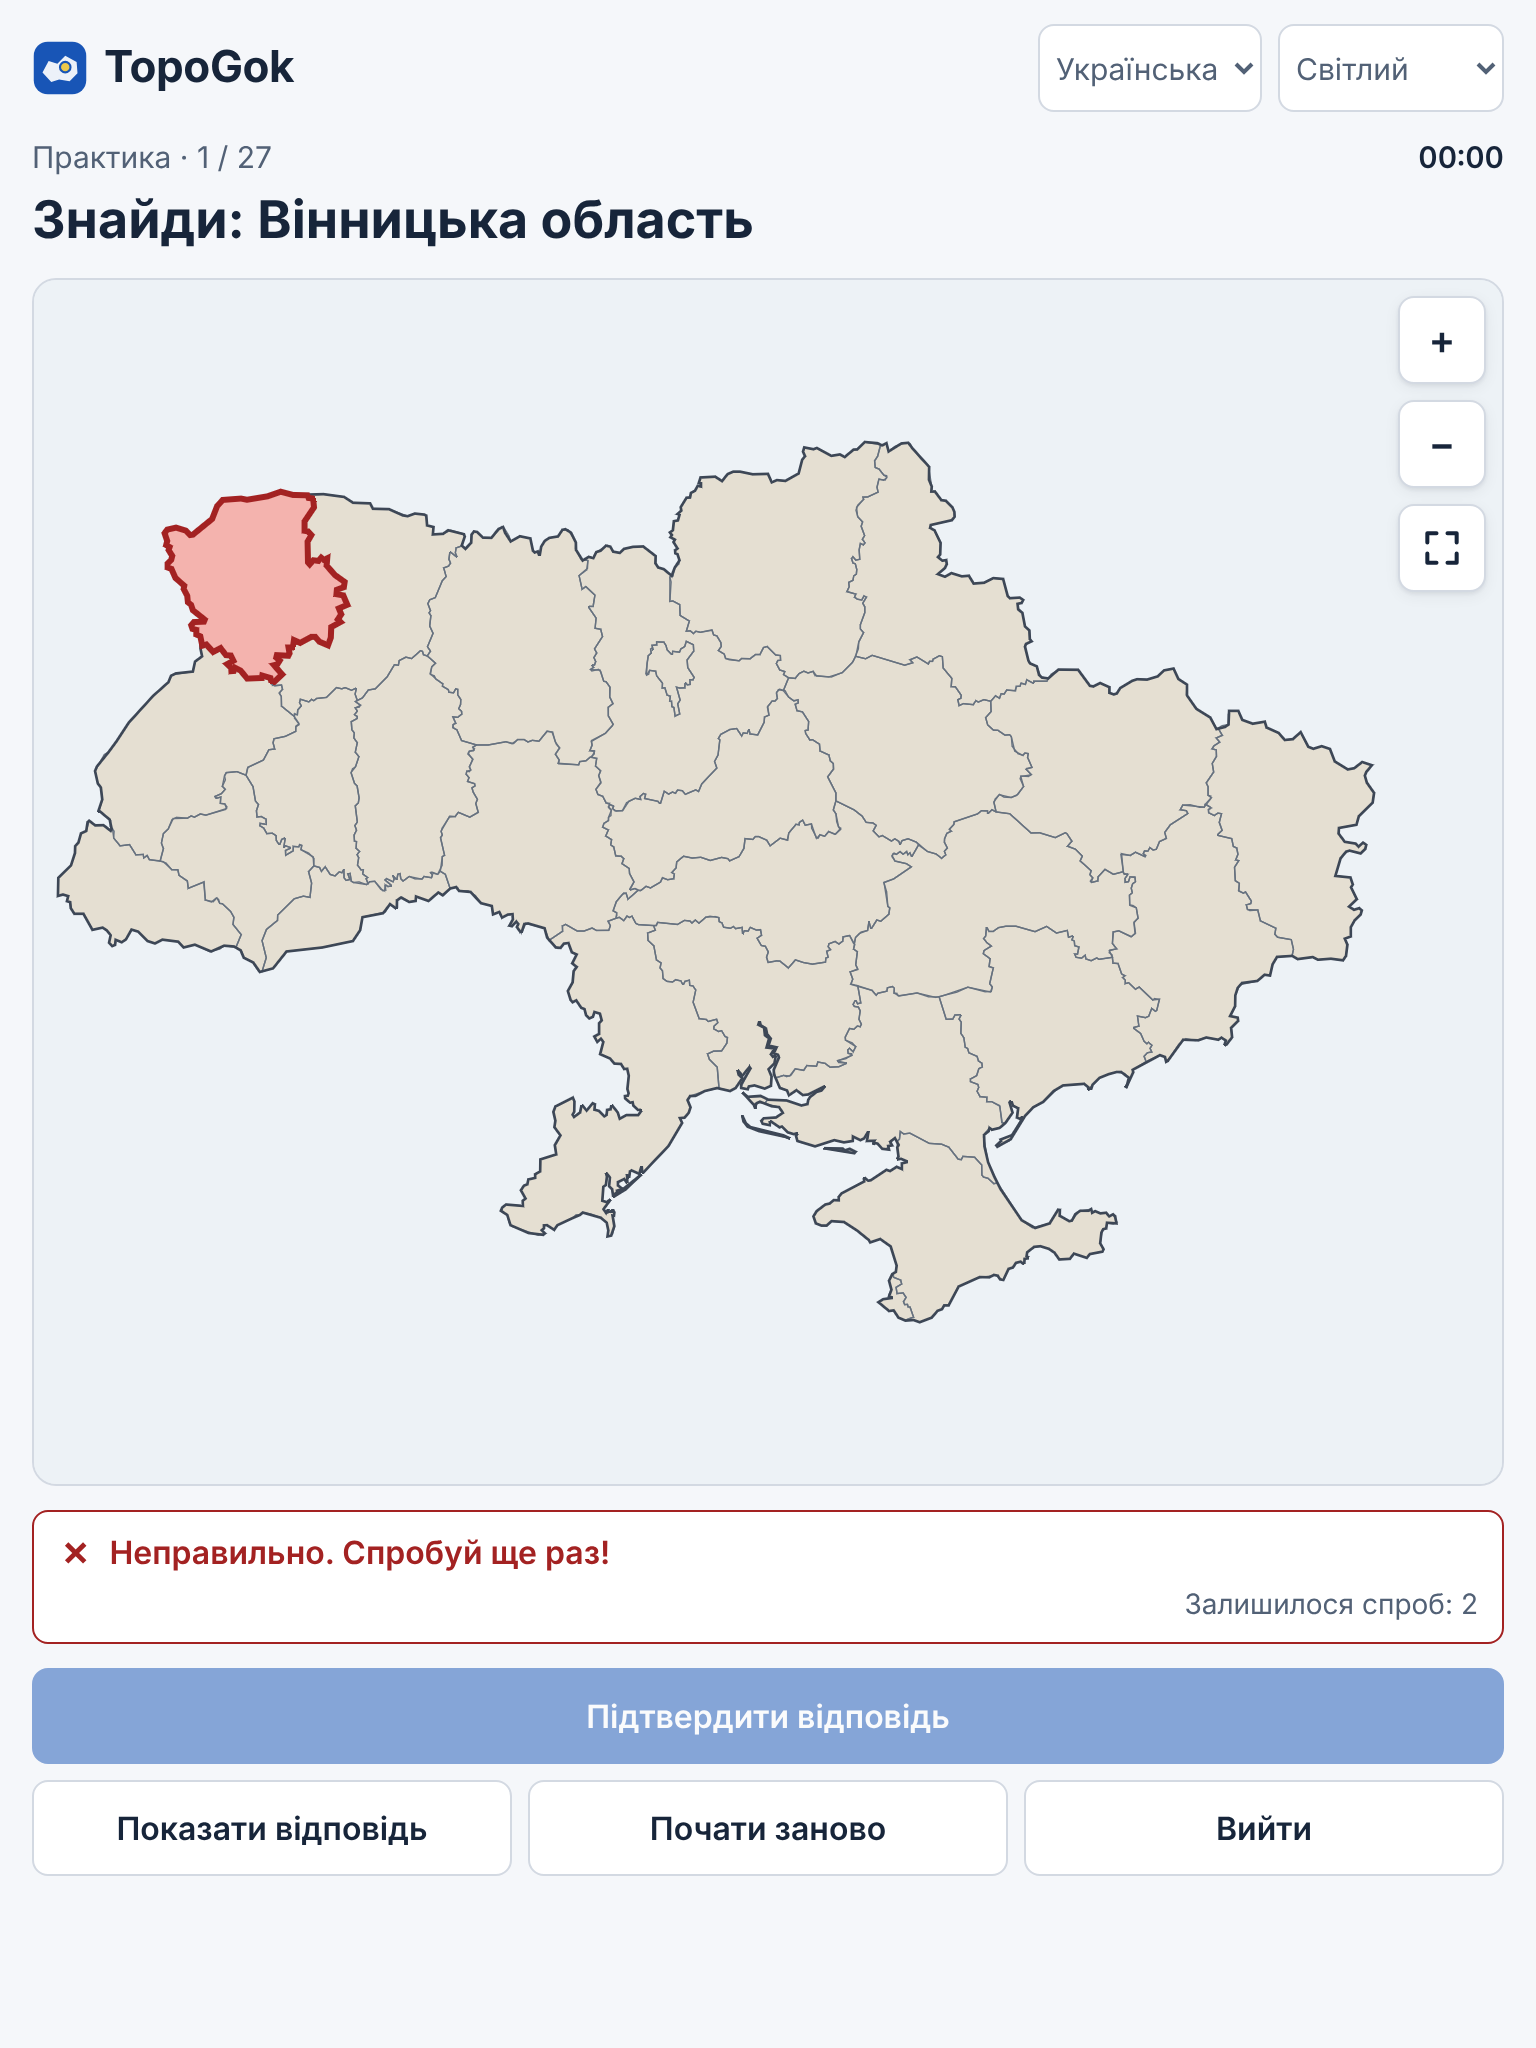 TopoGok
Українська
Світлий
Практика · 1 / 27
00:00
Знайди: Вінницька область
+
−
✕ Неправильно. Спробуй ще раз!
Залишилося спроб: 2
Підтвердити відповідь
Показати відповідь
Почати заново
Вийти